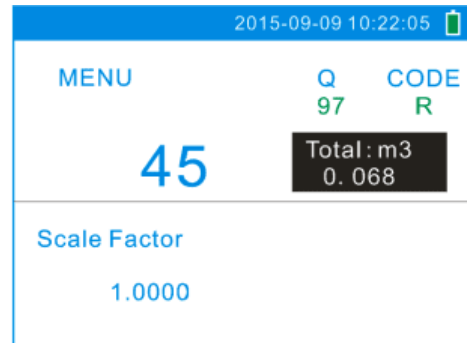 2015-09-09 10:22:05
MENU Q CODE
97 R
45
Total: m3
0. 068
Scale Factor
1.0000